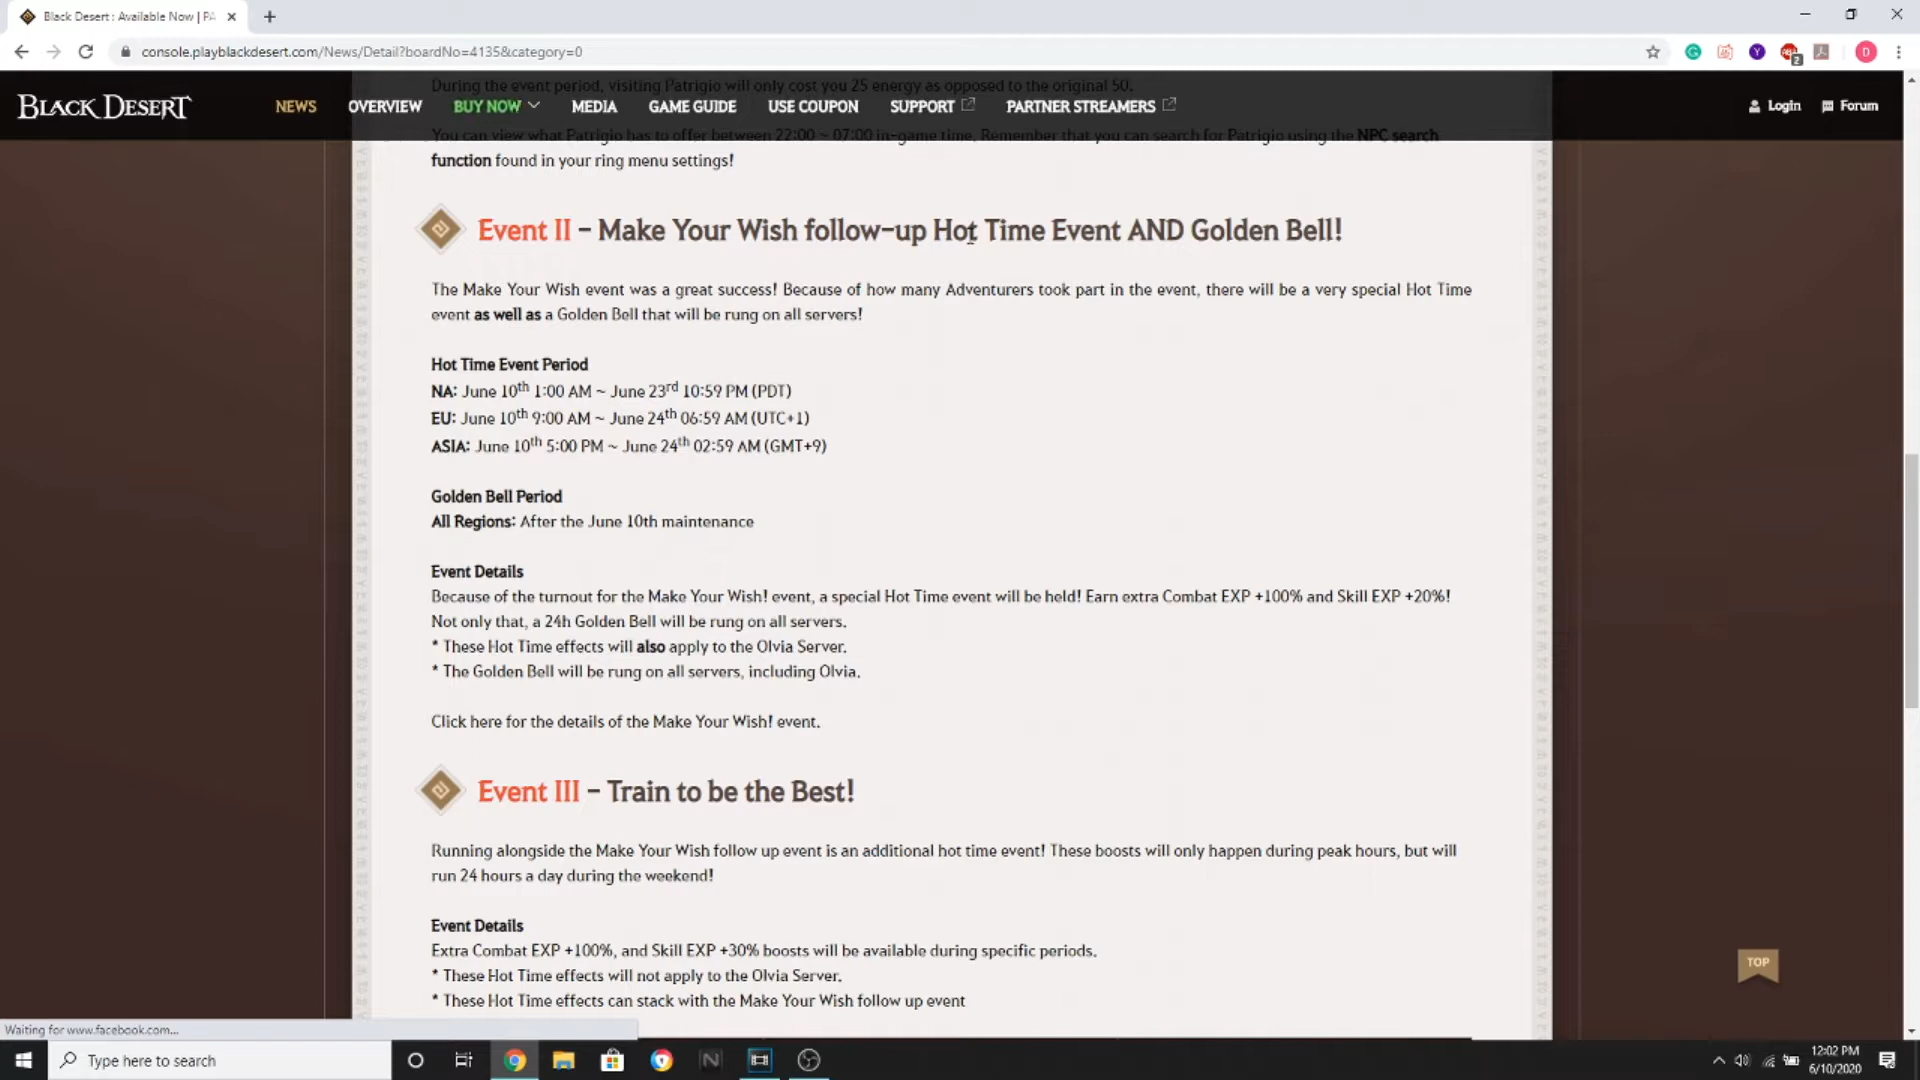 Black Desert : Available Now | PA
console.playblackdesert.com/News/Detail?boardNo=4135&category=0
During the event period, visiting Patrigio will only cost you 25 energy as opposed to the original 50.
BLACK DESERT
NEWS
OVERVIEW
BUY NOW
MEDIA
GAME GUIDE
USE COUPON
SUPPORT
PARTNER STREAMERS
Login
Forum
You can view what Patrigio has to offer between 22:00 ~ 07:00 in-game time. Remember that you can search for Patrigio using the NPC search
function found in your ring menu settings!
Event II - Make Your Wish follow-up Hot Time Event AND Golden Bell!
The Make Your Wish event was a great success! Because of how many Adventurers took part in the event, there will be a very special Hot Time
event as well as a Golden Bell that will be rung on all servers!
Hot Time Event Period
NA: June 10th 1:00 AM ~ June 23rd 10:59 PM (PDT)
EU: June 10th 9:00 AM ~ June 24th 06:59 AM (UTC+1)
ASIA: June 10th 5:00 PM ~ June 24th 02:59 AM (GMT+9)
Golden Bell Period
All Regions: After the June 10th maintenance
Event Details
Because of the turnout for the Make Your Wish! event, a special Hot Time event will be held! Earn extra Combat EXP +100% and Skill EXP +20%!
Not only that, a 24h Golden Bell will be rung on all servers.
* These Hot Time effects will also apply to the Olvia Server.
* The Golden Bell will be rung on all servers, including Olvia.
Click here for the details of the Make Your Wish! event.
Event III - Train to be the Best!
Running alongside the Make Your Wish follow up event is an additional hot time event! These boosts will only happen during peak hours, but will
run 24 hours a day during the weekend!
Event Details
Extra Combat EXP +100%, and Skill EXP +30% boosts will be available during specific periods.
* These Hot Time effects will not apply to the Olvia Server.
* These Hot Time effects can stack with the Make Your Wish follow up event
TOP
Waiting for www.facebook.com...
Type here to search
12:02 PM
6/10/2020